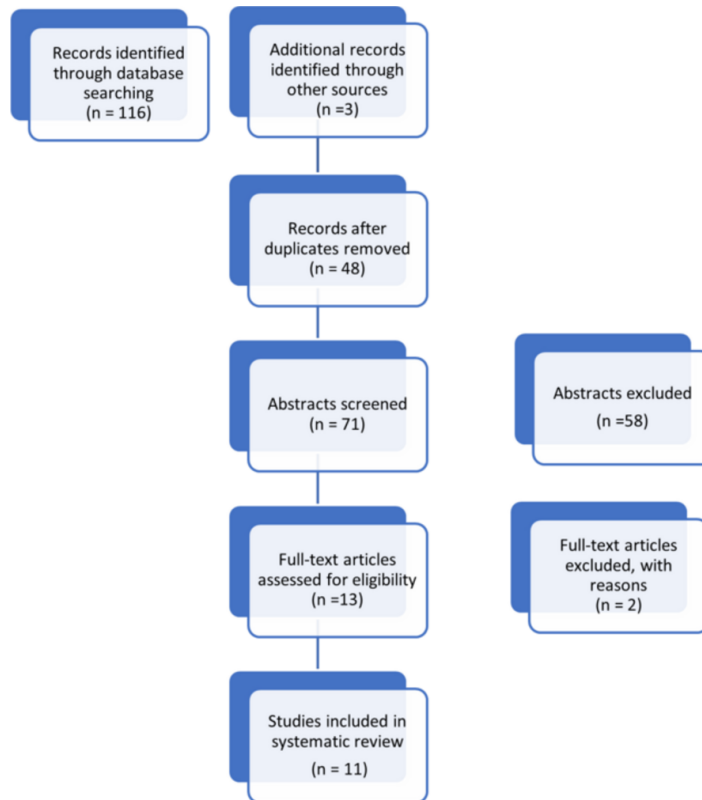 Records identified
through database
searching
(n = 116)
Additional records
identified through
other sources
(n =3)
Records after
duplicates removed
(n = 48)
Abstracts screened
(n = 71)
Abstracts excluded
(n =58)
Full-text articles
assessed for eligibility
(n =13)
Full-text articles
excluded, with
reasons
(n = 2)
Studies included in
systematic review
(n = 11)